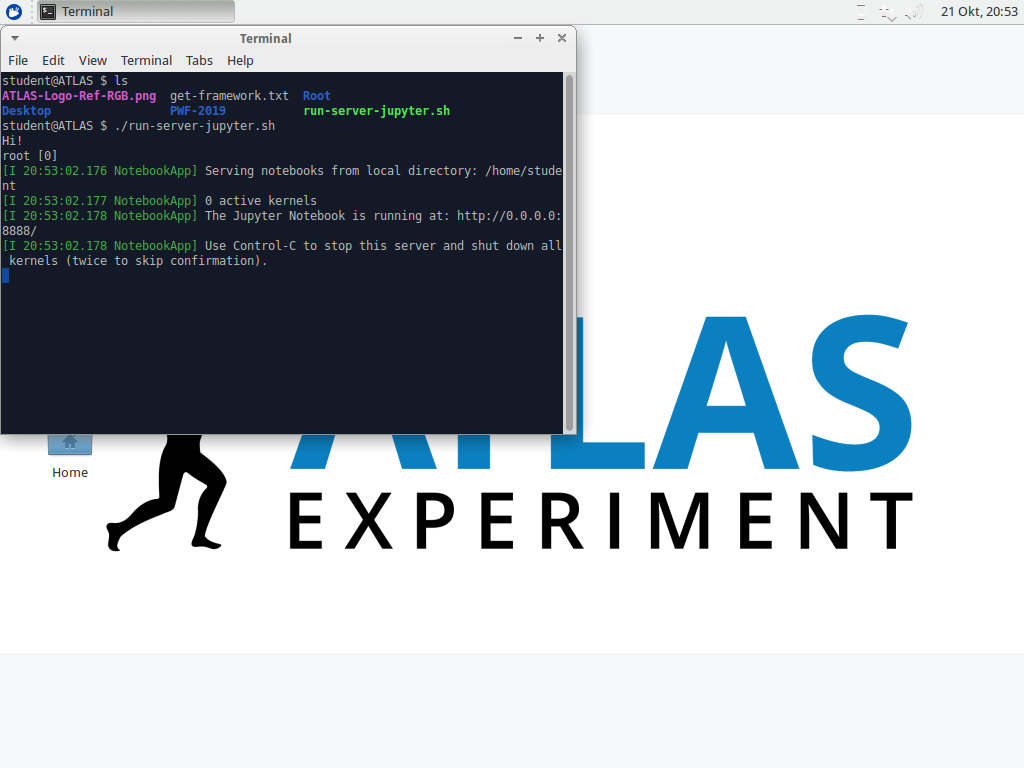 Terminal
21 Okt, 20:53
Terminal
File Edit View Terminal Tabs Help
student@ATLAS $ ls
ATLAS-Logo-Ref-RGB.png get-framework.txt Root
Desktop PWF-2019 run-server-jupyter.sh
student@ATLAS $ ./run-server-jupyter.sh
Hi!
root [0]
[I 20:53:02.176 NotebookApp] Serving notebooks from local directory: /home/stude
nt
[I 20:53:02.177 NotebookApp] 0 active kernels
[I 20:53:02.178 NotebookApp] The Jupyter Notebook is running at: http://0.0.0.0:
8888/
[I 20:53:02.178 NotebookApp] Use Control-C to stop this server and shut down all
kernels (twice to skip confirmation).
Home
ATLAS
EXPERIMENT